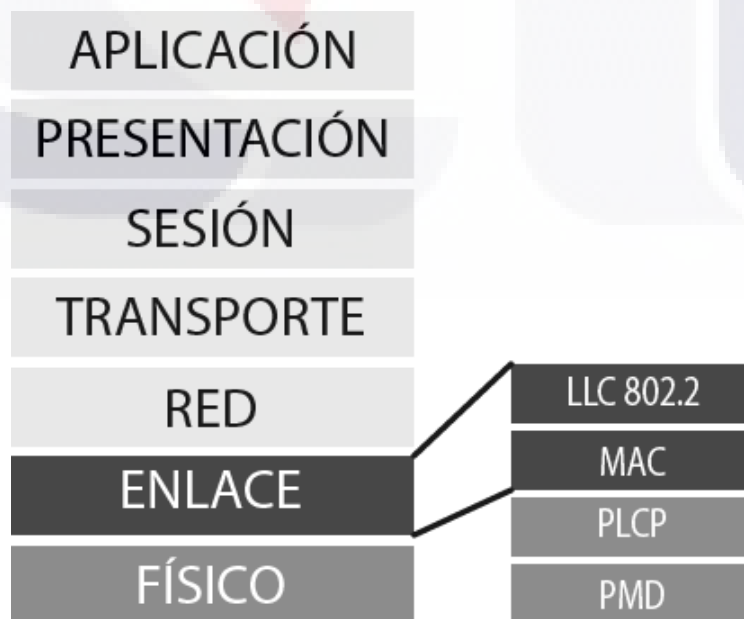 APLICACIÓN
PRESENTACIÓN
SESIÓN
TRANSPORTE
RED
ENLACE
FÍSICO
LLC 802.2
MAC
PLCP
PMD